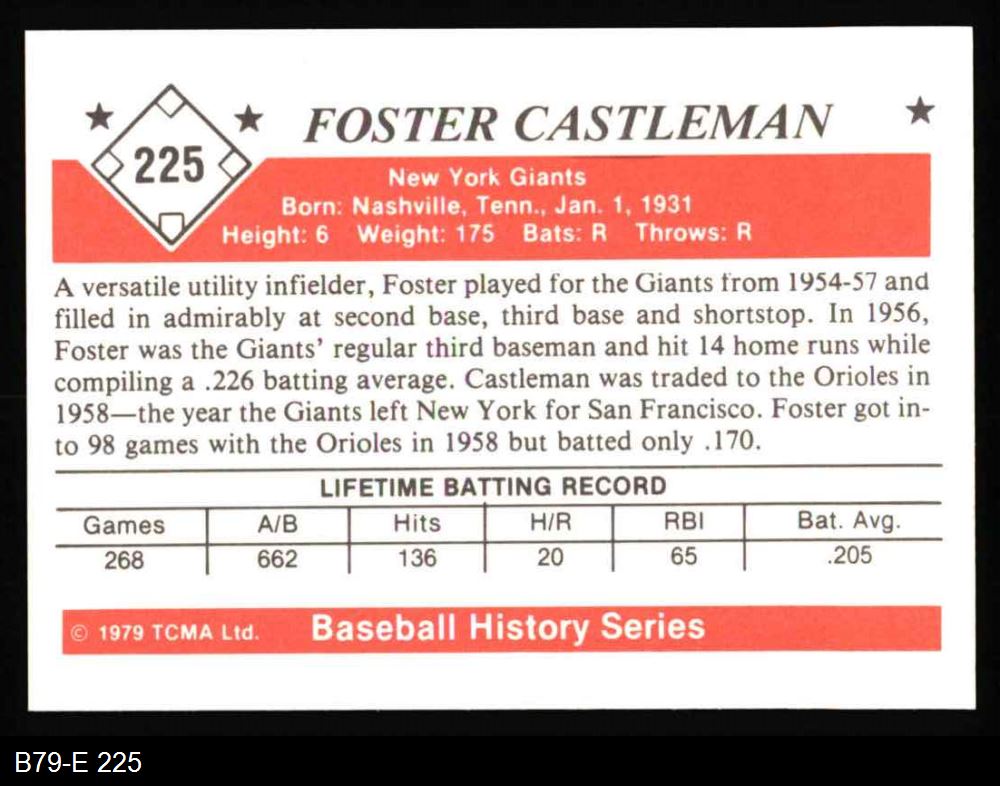 FOSTER CASTLEMAN
225
New York Giants
Born: Nashville, Tenn., Jan. 1, 1931
Height: 6 Weight: 175 Bats: R Throws: R
A versatile utility infielder, Foster played for the Giants from 1954-57 and
filled in admirably at second base, third base and shortstop. In 1956,
Foster was the Giants' regular third baseman and hit 14 home runs while
compiling a .226 batting average. Castleman was traded to the Orioles in
1958—the year the Giants left New York for San Francisco. Foster got in-
to 98 games with the Orioles in 1958 but batted only .170.
LIFETIME BATTING RECORD
Games A/B Hits H/R RBI Bat. Avg.
268 662 136 20 65 .205
© 1979 TCMA Ltd. Baseball History Series
B79-E 225